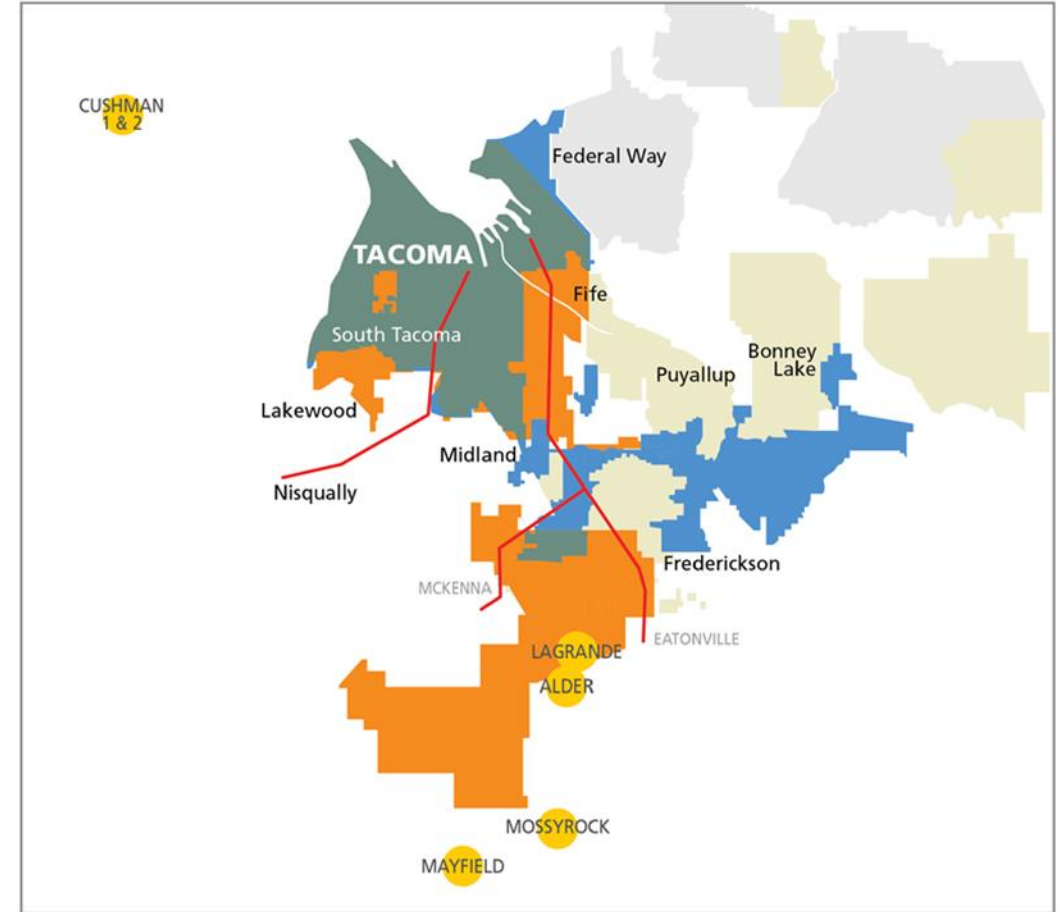 CUSHMAN
1 & 2
Federal Way
TACOMA
Fife
South Tacoma
Bonney
Lake
Puyallup
Lakewood
Midland
Nisqually
Frederickson
MCKENNA
EATONVILLE
LAGRANDE
ALDER
MOSSYROCK
MAYFIELD